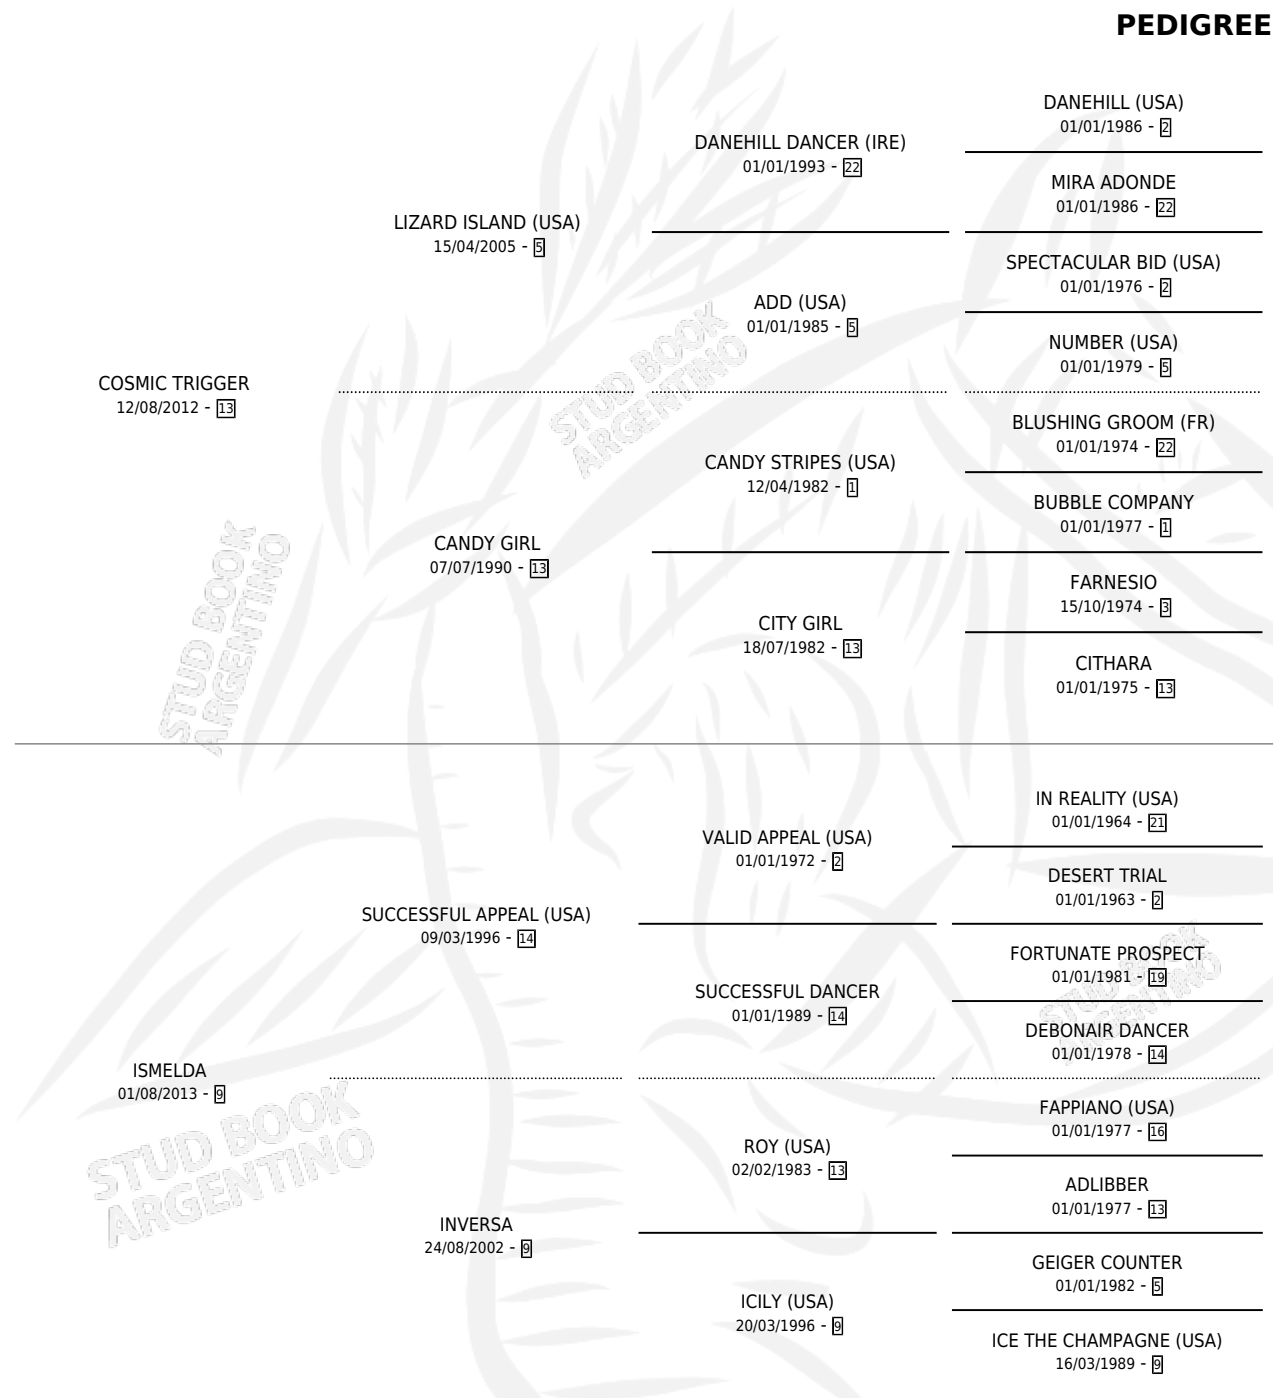 PEDIGREE
DANEHILL (USA)
01/01/1986 - 2
DANEHILL DANCER (IRE)
01/01/1993 - 22
MIRA ADONDE
01/01/1986 - 22
LIZARD ISLAND (USA)
15/04/2005 - 5
SPECTACULAR BID (USA)
01/01/1976 - 2
ADD (USA)
01/01/1985 - 5
NUMBER (USA)
01/01/1979 - 5
STUD BOOK
ARGENTINO
COSMIC TRIGGER
12/08/2012 - 13
BLUSHING GROOM (FR)
01/01/1974 - 22
CANDY STRIPES (USA)
12/04/1982 - 1
BUBBLE COMPANY
01/01/1977 - 1
CANDY GIRL
07/07/1990 - 13
FARNESIO
15/10/1974 - 3
CITY GIRL
18/07/1982 - 13
CITHARA
01/01/1975 - 13
STUD BOOK
ARGENTINO
IN REALITY (USA)
01/01/1964 - 21
VALID APPEAL (USA)
01/01/1972 - 2
DESERT TRIAL
01/01/1963 - 2
SUCCESSFUL APPEAL (USA)
09/03/1996 - 14
FORTUNATE PROSPECT
01/01/1981 - 19
SUCCESSFUL DANCER
01/01/1989 - 14
DEBONAIR DANCER
01/01/1978 - 14
STUD BOOK
ARGENTINO
ISMELDA
01/08/2013 - 9
FAPPIANO (USA)
01/01/1977 - 16
ROY (USA)
02/02/1983 - 13
ADLIBBER
01/01/1977 - 13
STUD BOOK
ARGENTINO
INVERSA
24/08/2002 - 9
GEIGER COUNTER
01/01/1982 - 5
ICILY (USA)
20/03/1996 - 9
ICE THE CHAMPAGNE (USA)
16/03/1989 - 9